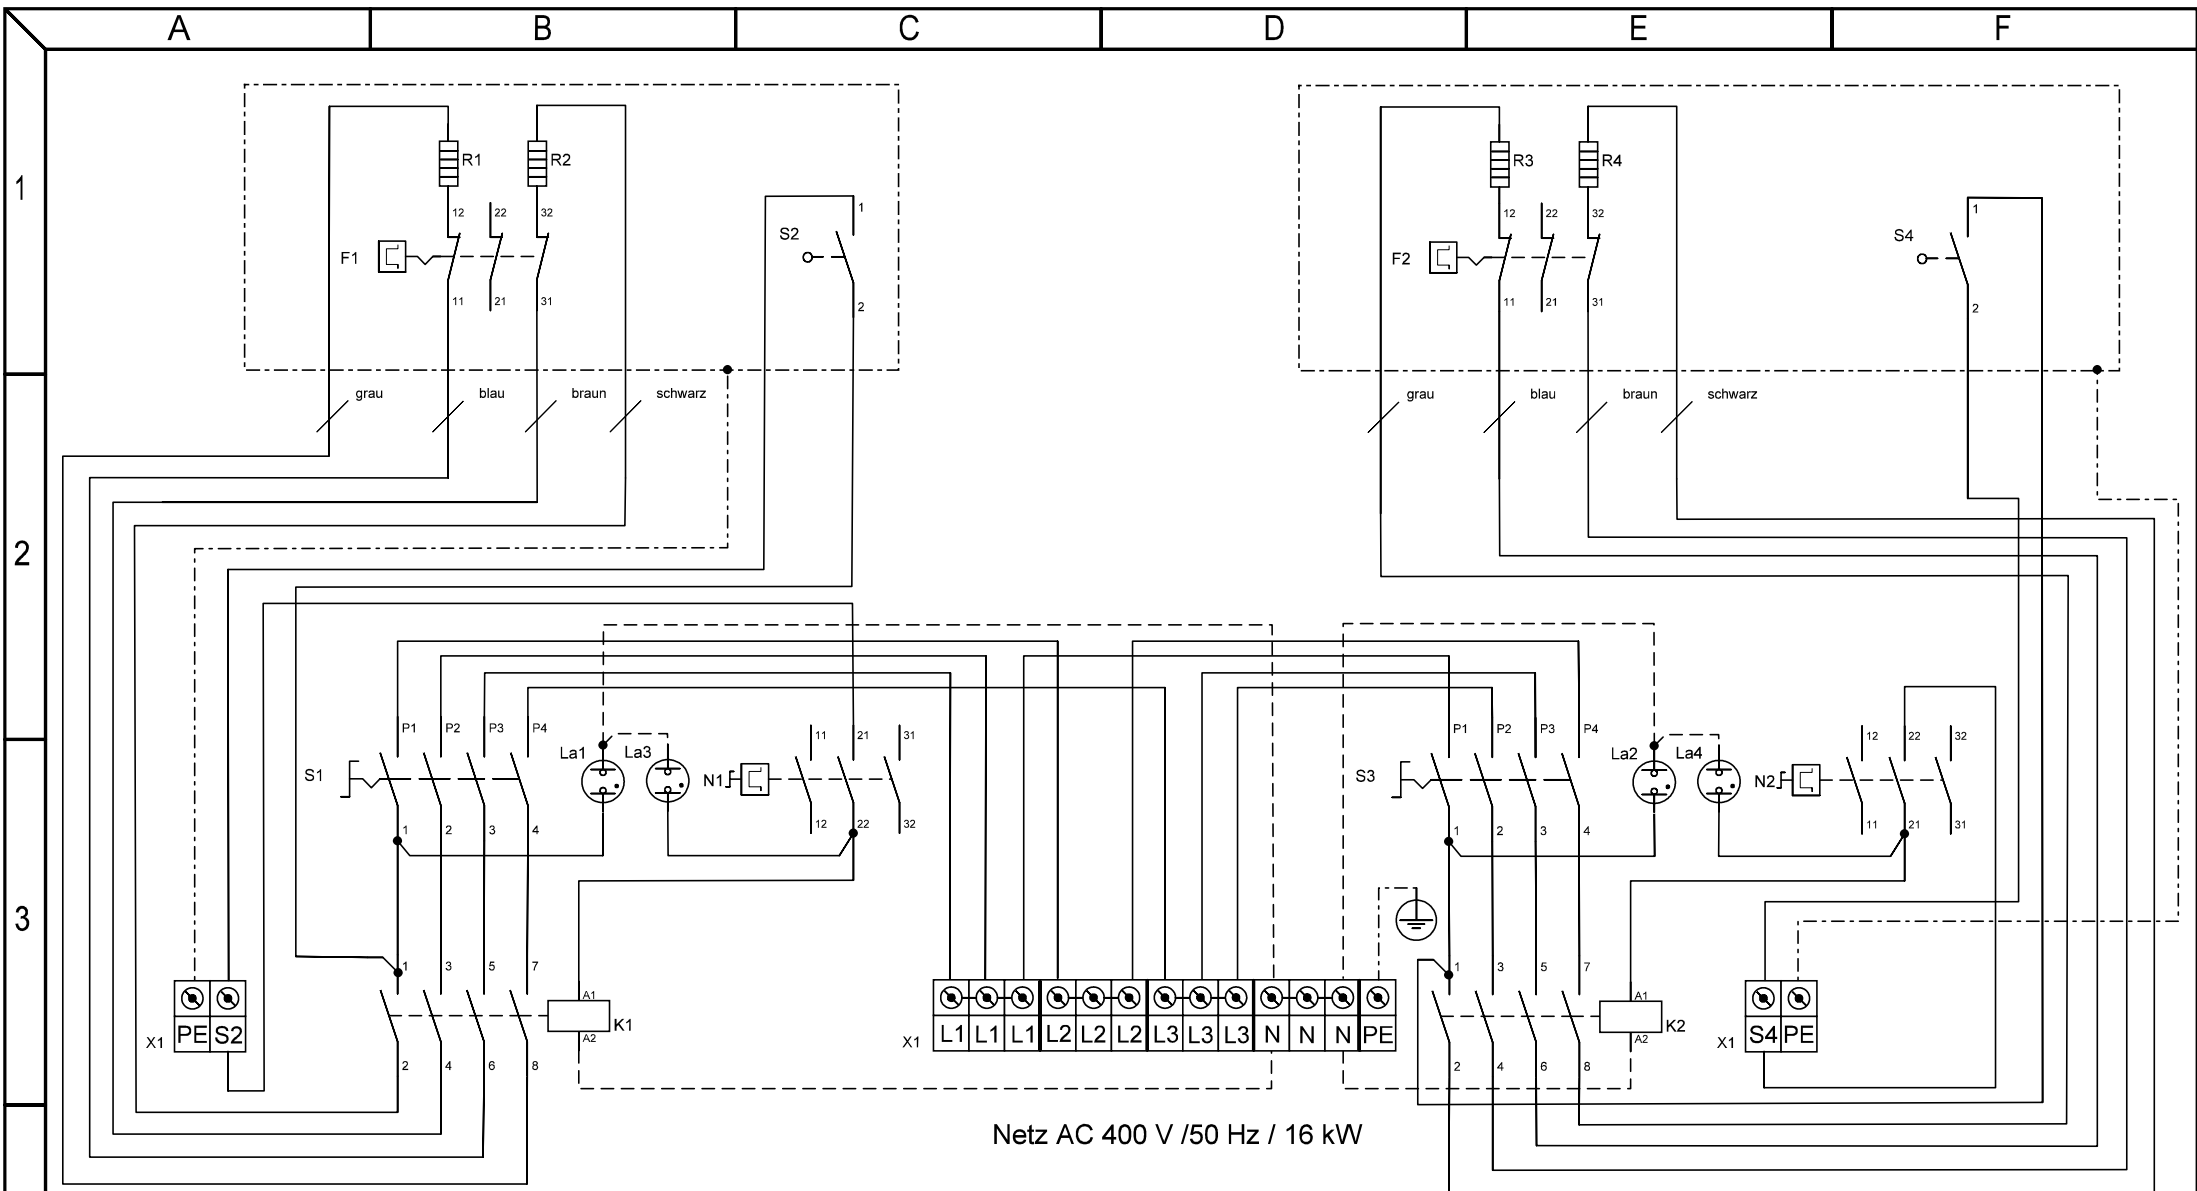 A B C D E F
1
R1 R2 R3 R4
12 22 32 1 12 22 32 1
S2 S4
F1 F2
11 21 31 2 11 21 31 2
grau blau braun schwarz grau blau braun schwarz
2
P1 P2 P3 P4 11 21 31 P1 P2 P3 P4 12 22 32
La1 La3 La2 La4
S1 N1 S3 N2
1 2 3 4 12 22 32 1 2 3 4 11 21 31
3
1 3 5 7 1 3 5 7
A1 A1
K1 K2
X1 PE S2 X1 L1 L1 L1 L2 L2 L2 L3 L3 L3 N N N PE X1 S4 PE
A2 A2
2 4 6 8 2 4 6 8
Netz AC 400 V /50 Hz / 16 kW